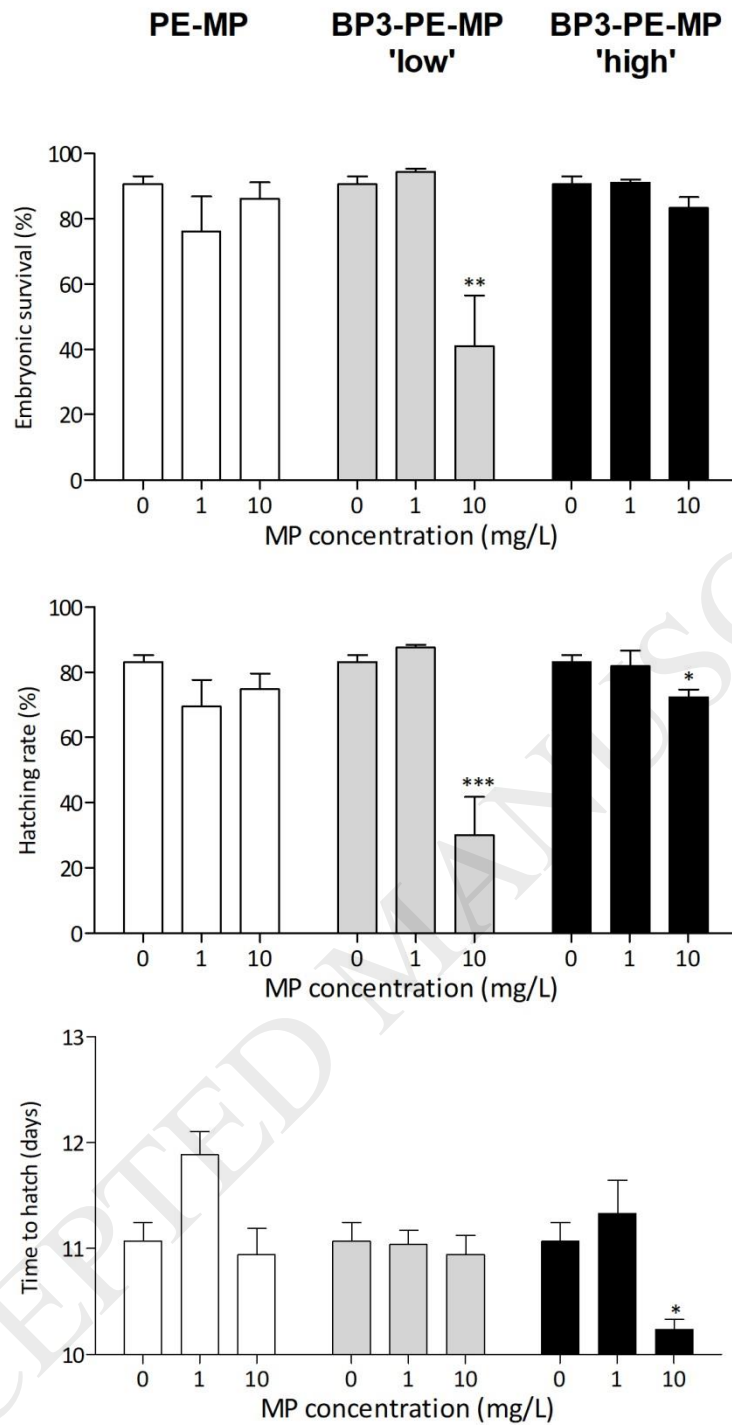 PE-MP BP3-PE-MP BP3-PE-MP
'low' 'high'
100
80
60
40
20
0
Embryonic survival (%)
**
0 1 10 0 1 10 0 1 10
MP concentration (mg/L)
100
80
60
40
20
0
Hatching rate (%)
***
*
0 1 10 0 1 10 0 1 10
MP concentration (mg/L)
13
12
11
10
Time to hatch (days)
*
0 1 10 0 1 10 0 1 10
MP concentration (mg/L)
CEPTED MANUSC